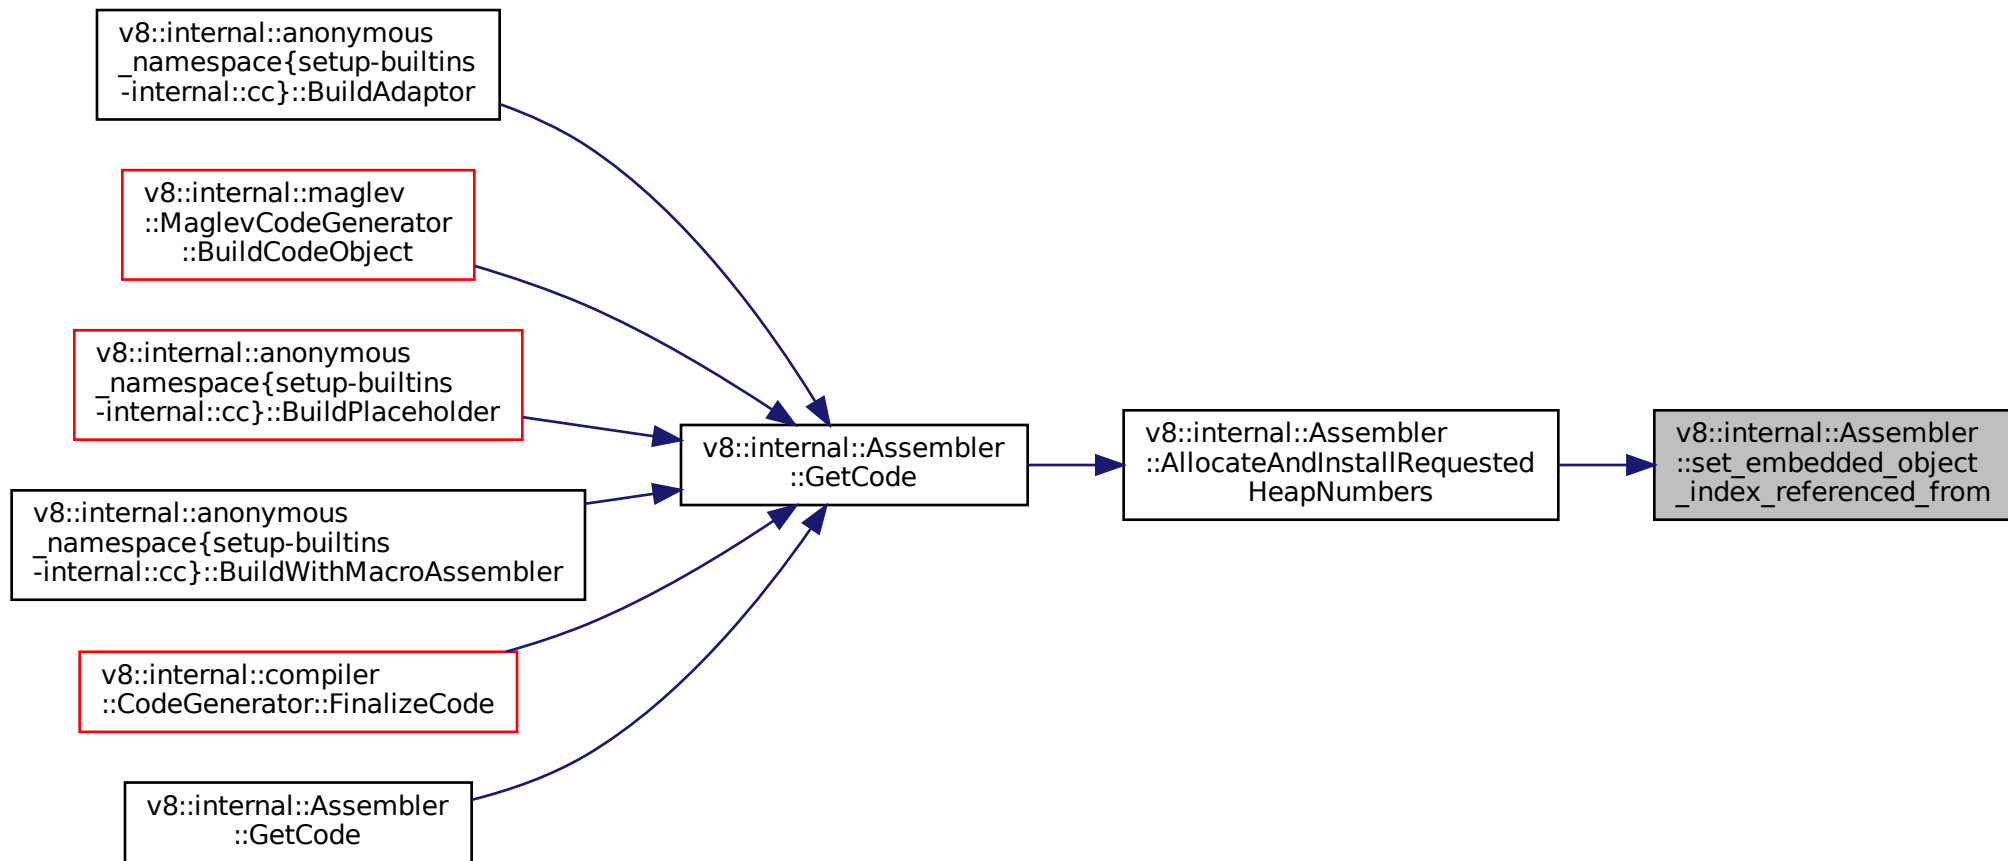 v8::internal::anonymous
_namespace{setup-builtins
-internal::cc}::BuildAdaptor
v8::internal::maglev
::MaglevCodeGenerator
::BuildCodeObject
v8::internal::anonymous
_namespace{setup-builtins
-internal::cc}::BuildPlaceholder
v8::internal::anonymous
_namespace{setup-builtins
-internal::cc}::BuildWithMacroAssembler
v8::internal::compiler
::CodeGenerator::FinalizeCode
v8::internal::Assembler
::GetCode
v8::internal::Assembler
::GetCode
v8::internal::Assembler
::AllocateAndInstallRequested
HeapNumbers
v8::internal::Assembler
::set_embedded_object
_index_referenced_from